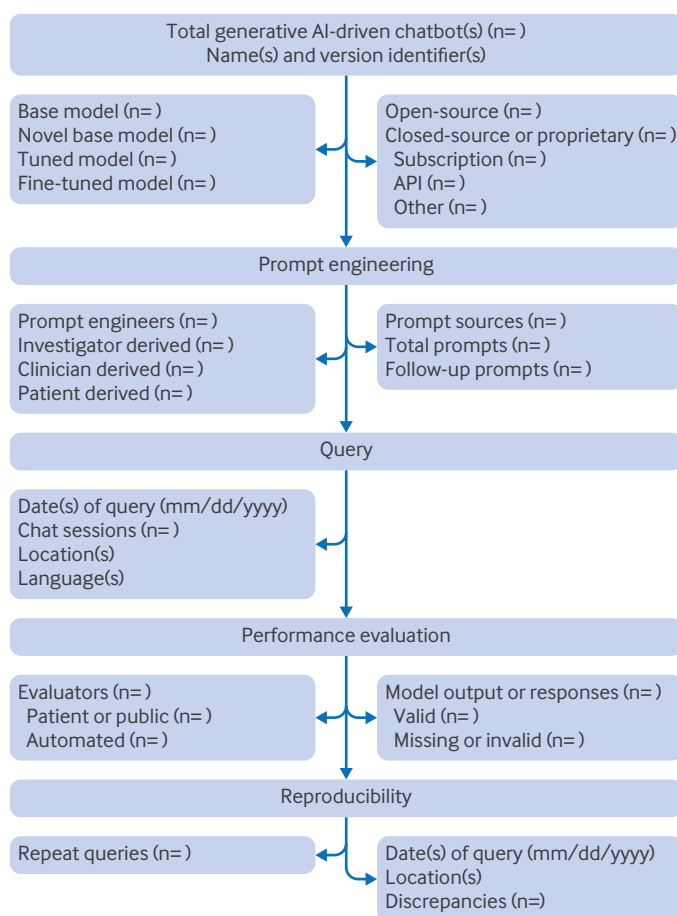 Total generative AI-driven chatbot(s) (n= )
Name(s) and version identifier(s)
Base model (n= )
Novel base model (n= )
Tuned model (n= )
Fine-tuned model (n= )
Open-source (n= )
Closed-source or proprietary (n= )
Subscription (n= )
API (n= )
Other (n= )
Prompt engineering
Prompt engineers (n= )
Investigator derived (n= )
Clinician derived (n= )
Patient derived (n= )
Prompt sources (n= )
Total prompts (n= )
Follow-up prompts (n= )
Query
Date(s) of query (mm/dd/yyyy)
Chat sessions (n= )
Location(s)
Language(s)
Performance evaluation
Evaluators (n= )
Patient or public (n= )
Automated (n= )
Model output or responses (n= )
Valid (n= )
Missing or invalid (n= )
Reproducibility
Repeat queries (n= )
Date(s) of query (mm/dd/yyyy)
Location(s)
Discrepancies (n=)